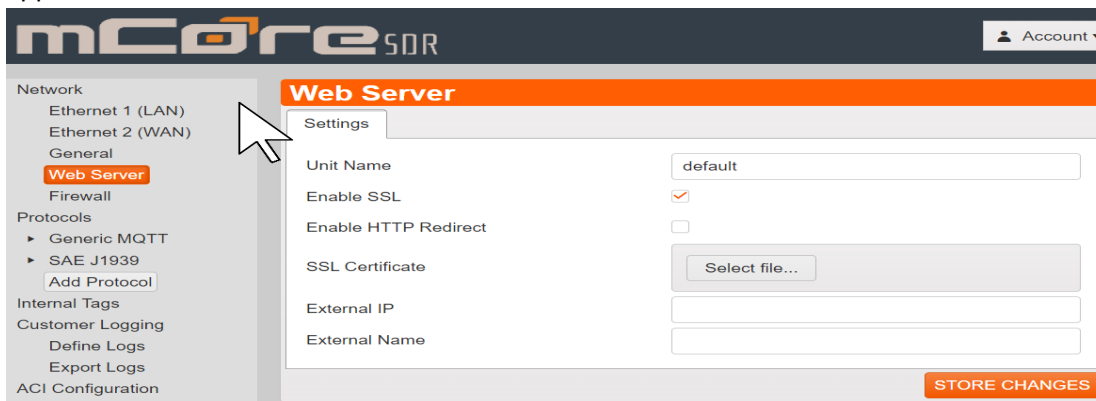 mCore SDR
Account
Network
Ethernet 1 (LAN)
Ethernet 2 (WAN)
General
Web Server
Firewall
Protocols
Generic MQTT
SAE J1939
Add Protocol
Internal Tags
Customer Logging
Define Logs
Export Logs
ACI Configuration
Web Server
Settings
Unit Name default
Enable SSL
Enable HTTP Redirect
SSL Certificate Select file...
External IP
External Name
STORE CHANGES